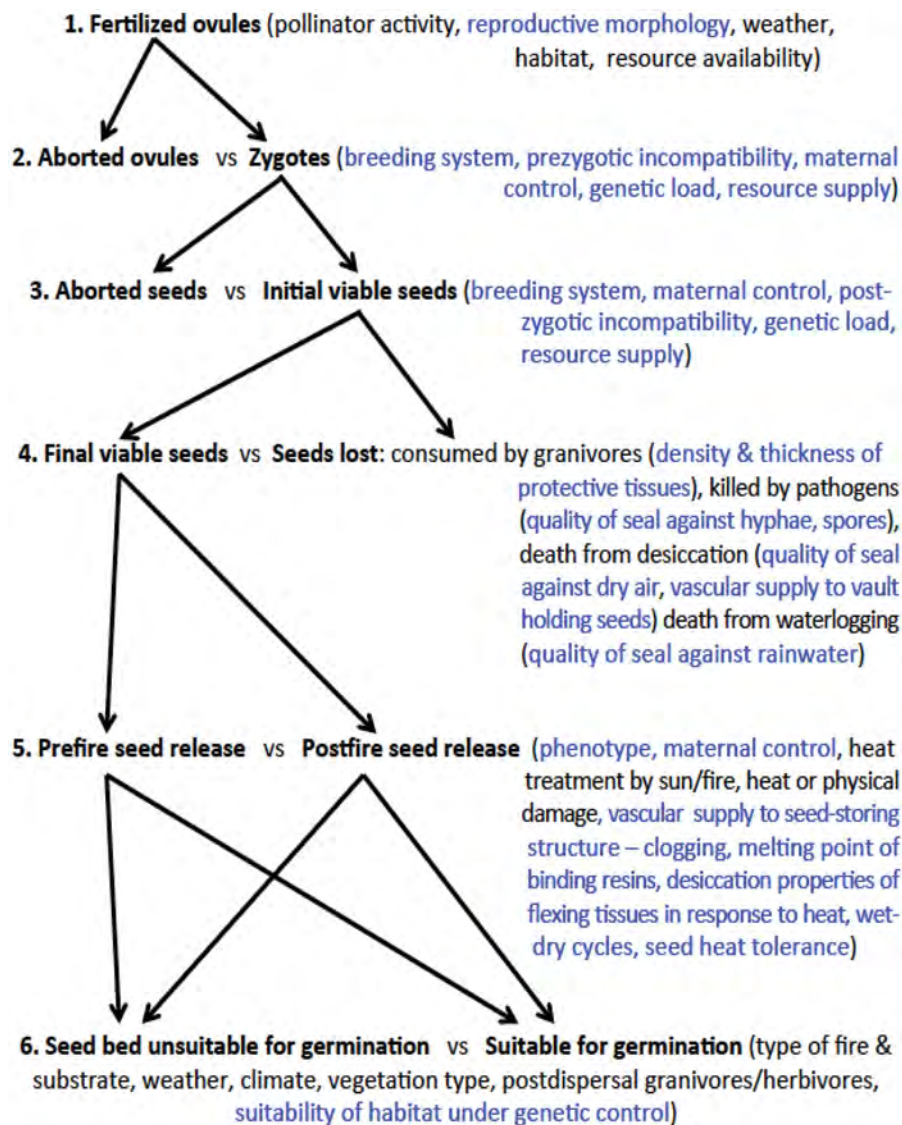 1. Fertilized ovules (pollinator activity, reproductive morphology, weather,
habitat, resource availability)
2. Aborted ovules vs Zygotes (breeding system, prezygotic incompatibility, maternal
control, genetic load, resource supply)
3. Aborted seeds vs Initial viable seeds (breeding system, maternal control, post-
zygotic incompatibility, genetic load,
resource supply)
4. Final viable seeds vs Seeds lost: consumed by granivores (density & thickness of
protective tissues), killed by pathogens
(quality of seal against hyphae, spores),
death from desiccation (quality of seal
against dry air, vascular supply to vault
holding seeds) death from waterlogging
(quality of seal against rainwater)
5. Prefire seed release vs Postfire seed release (phenotype, maternal control, heat
treatment by sun/fire, heat or physical
damage, vascular supply to seed-storing
structure – clogging, melting point of
binding resins, desiccation properties of
flexing tissues in response to heat, wet-
dry cycles, seed heat tolerance)
6. Seed bed unsuitable for germination vs Suitable for germination (type of fire &
substrate, weather, climate, vegetation type, postdispersal granivores/herbivores,
suitability of habitat under genetic control)